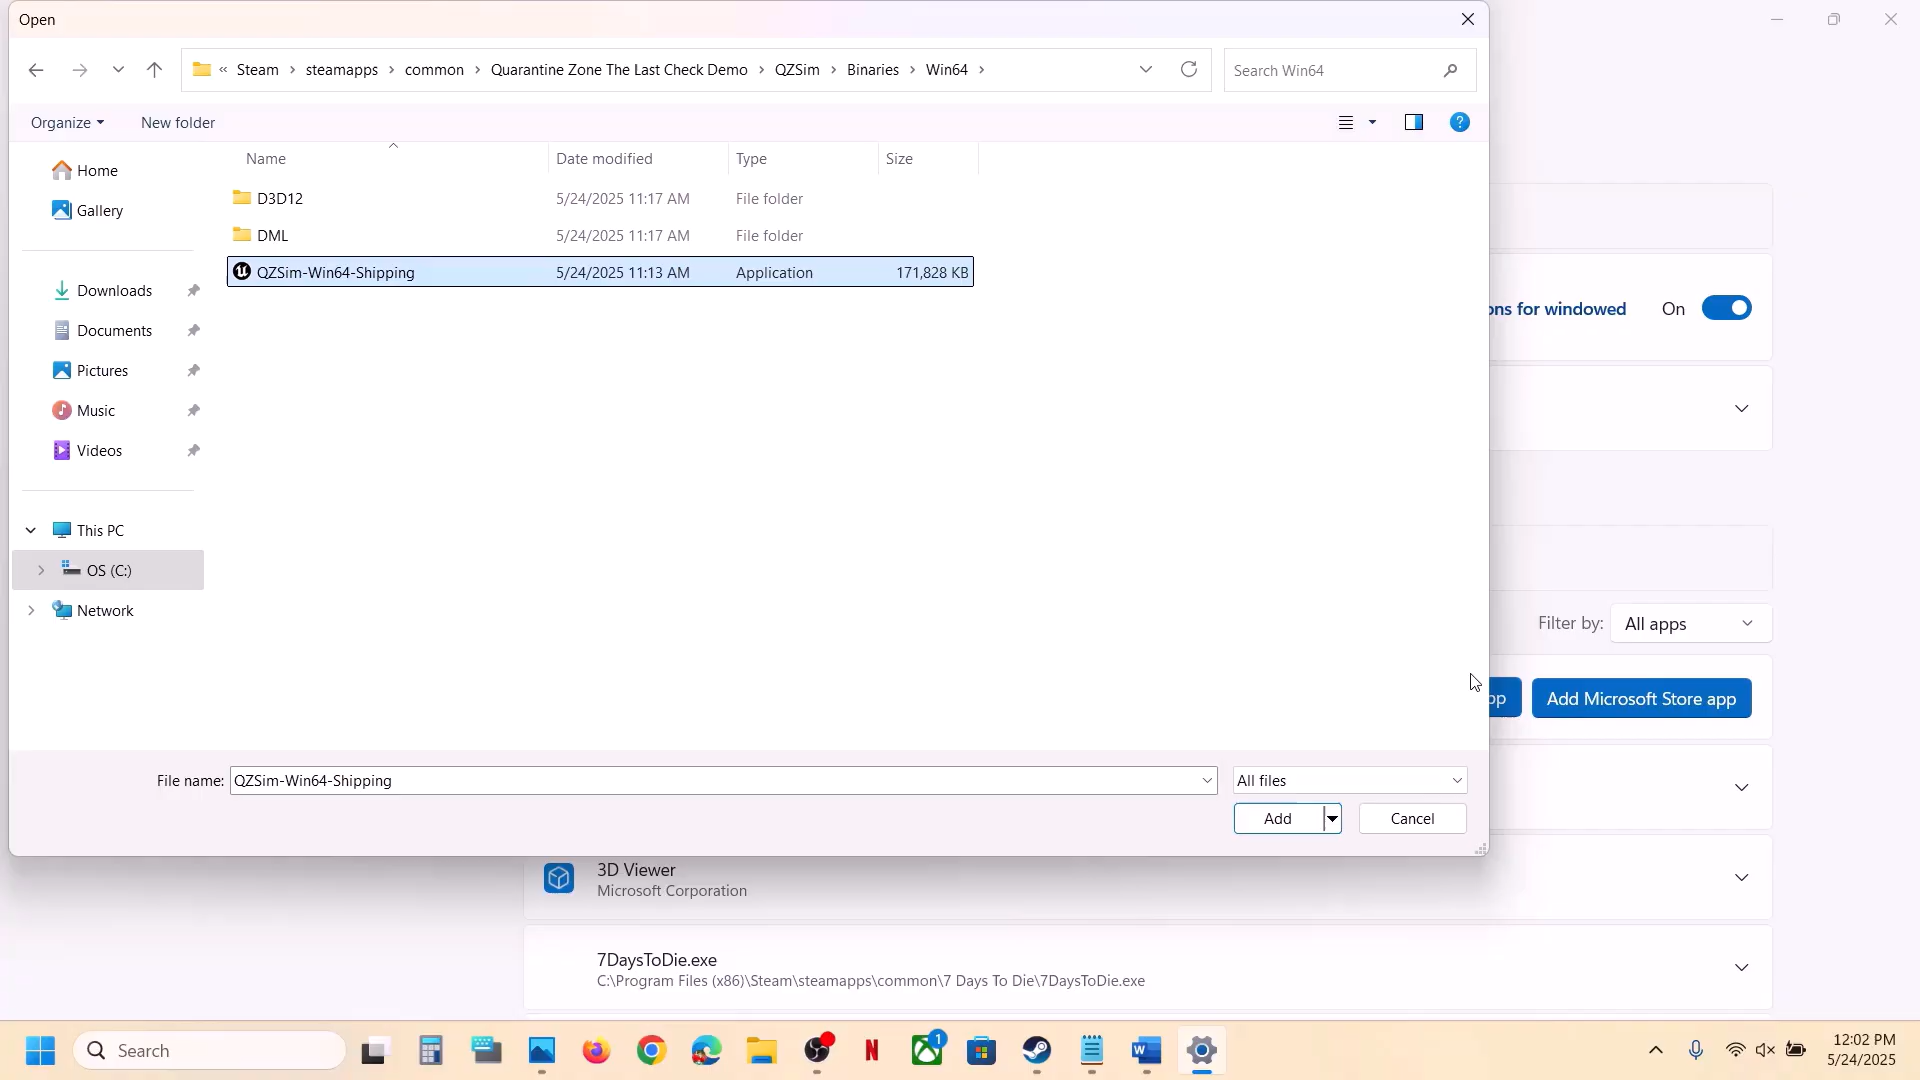 Open
« Steam › steamapps › common › Quarantine Zone The Last Check Demo › QZSim › Binaries › Win64 ›
Search Win64
Organize
New folder
?
Name
Date modified
Type
Size
Home
Gallery
Downloads
Documents
Pictures
Music
Videos
This PC
OS (C:)
Network
D3D12 5/24/2025 11:17 AM File folder
DML 5/24/2025 11:17 AM File folder
QZSim-Win64-Shipping 5/24/2025 11:13 AM Application 171,828 KB
for windowed
On
Filter by: All apps
Add Microsoft Store app
File name: QZSim-Win64-Shipping
All files
Add
Cancel
3D Viewer
Microsoft Corporation
7DaysToDie.exe
C:\Program Files (x86)\Steam\steamapps\common\7 Days To Die\7DaysToDie.exe
Search
N
1
W
12:02 PM
5/24/2025